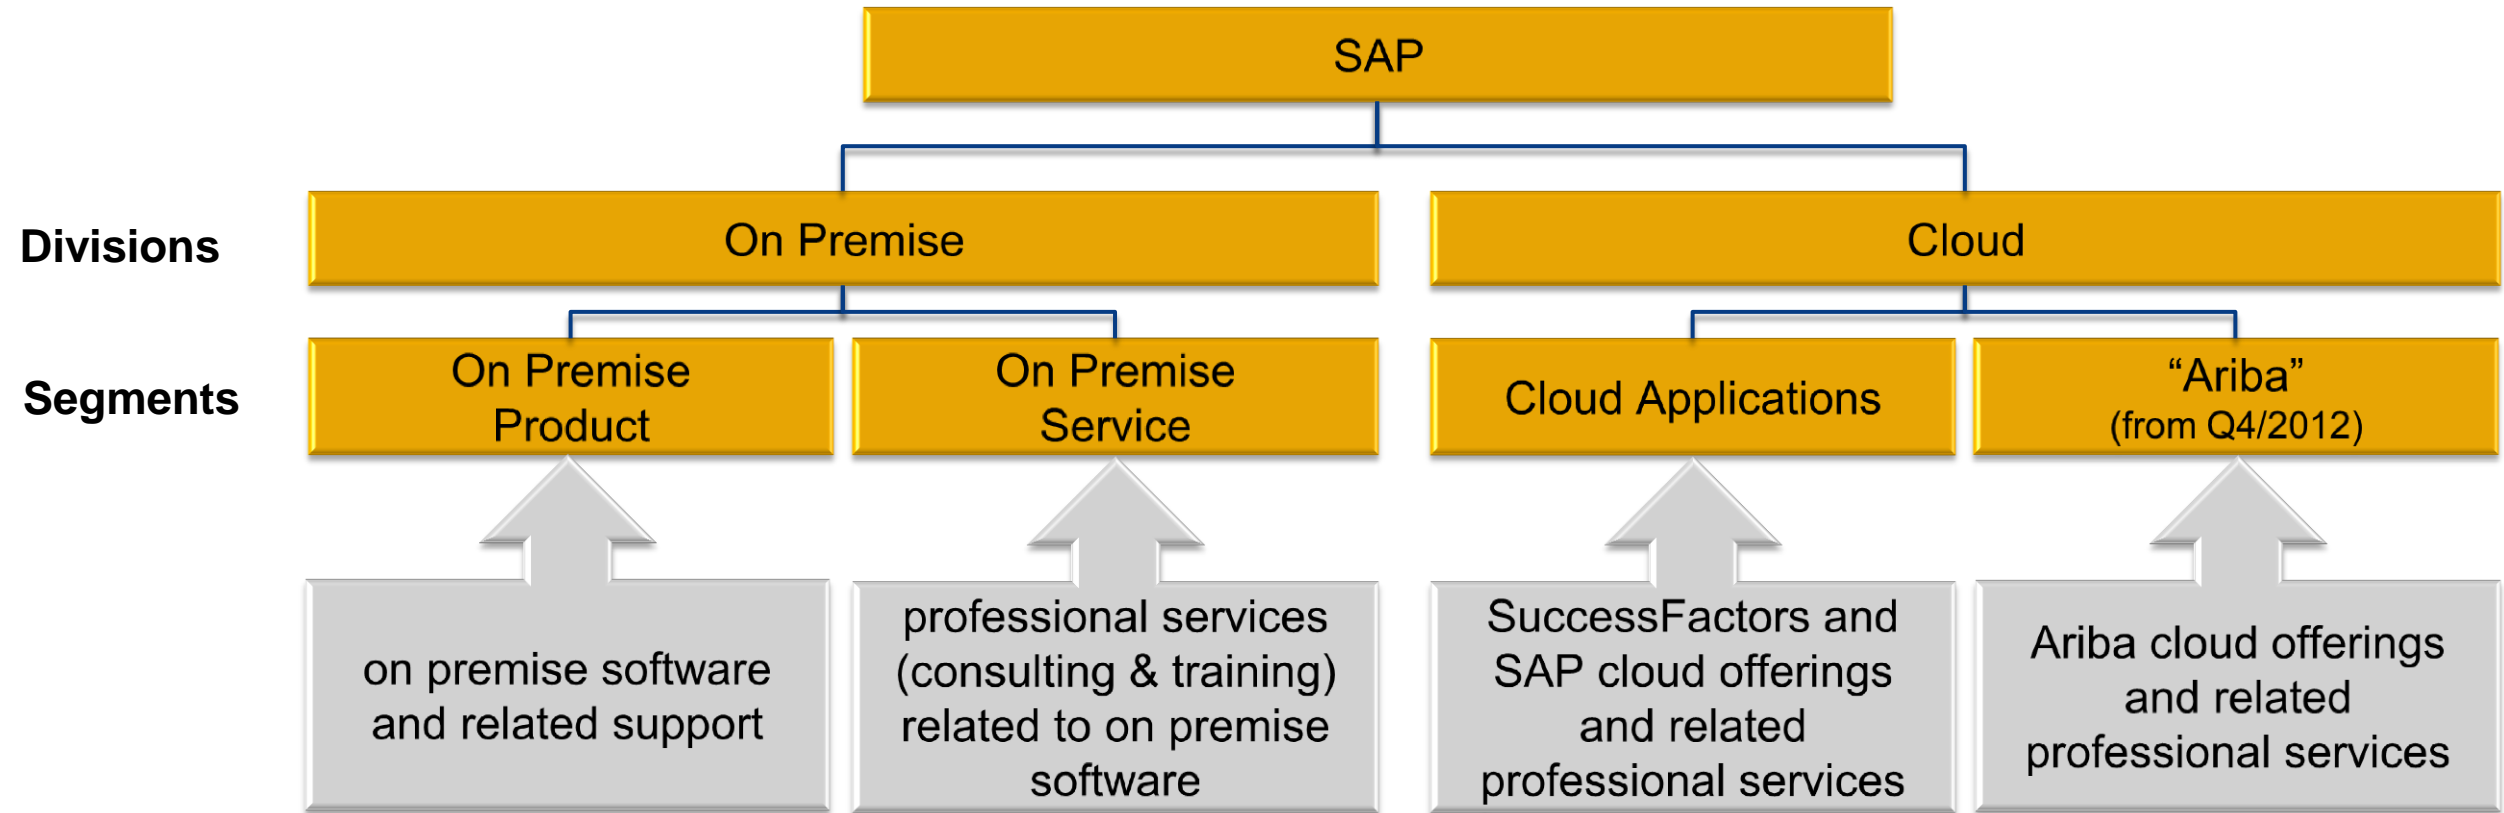 SAP
Divisions
On Premise
Cloud
Segments
On Premise
Product
On Premise
Service
Cloud Applications
“Ariba”
(from Q4/2012)
on premise software
and related support
professional services
(consulting & training)
related to on premise
software
SuccessFactors and
SAP cloud offerings
and related
professional services
Ariba cloud offerings
and related
professional services